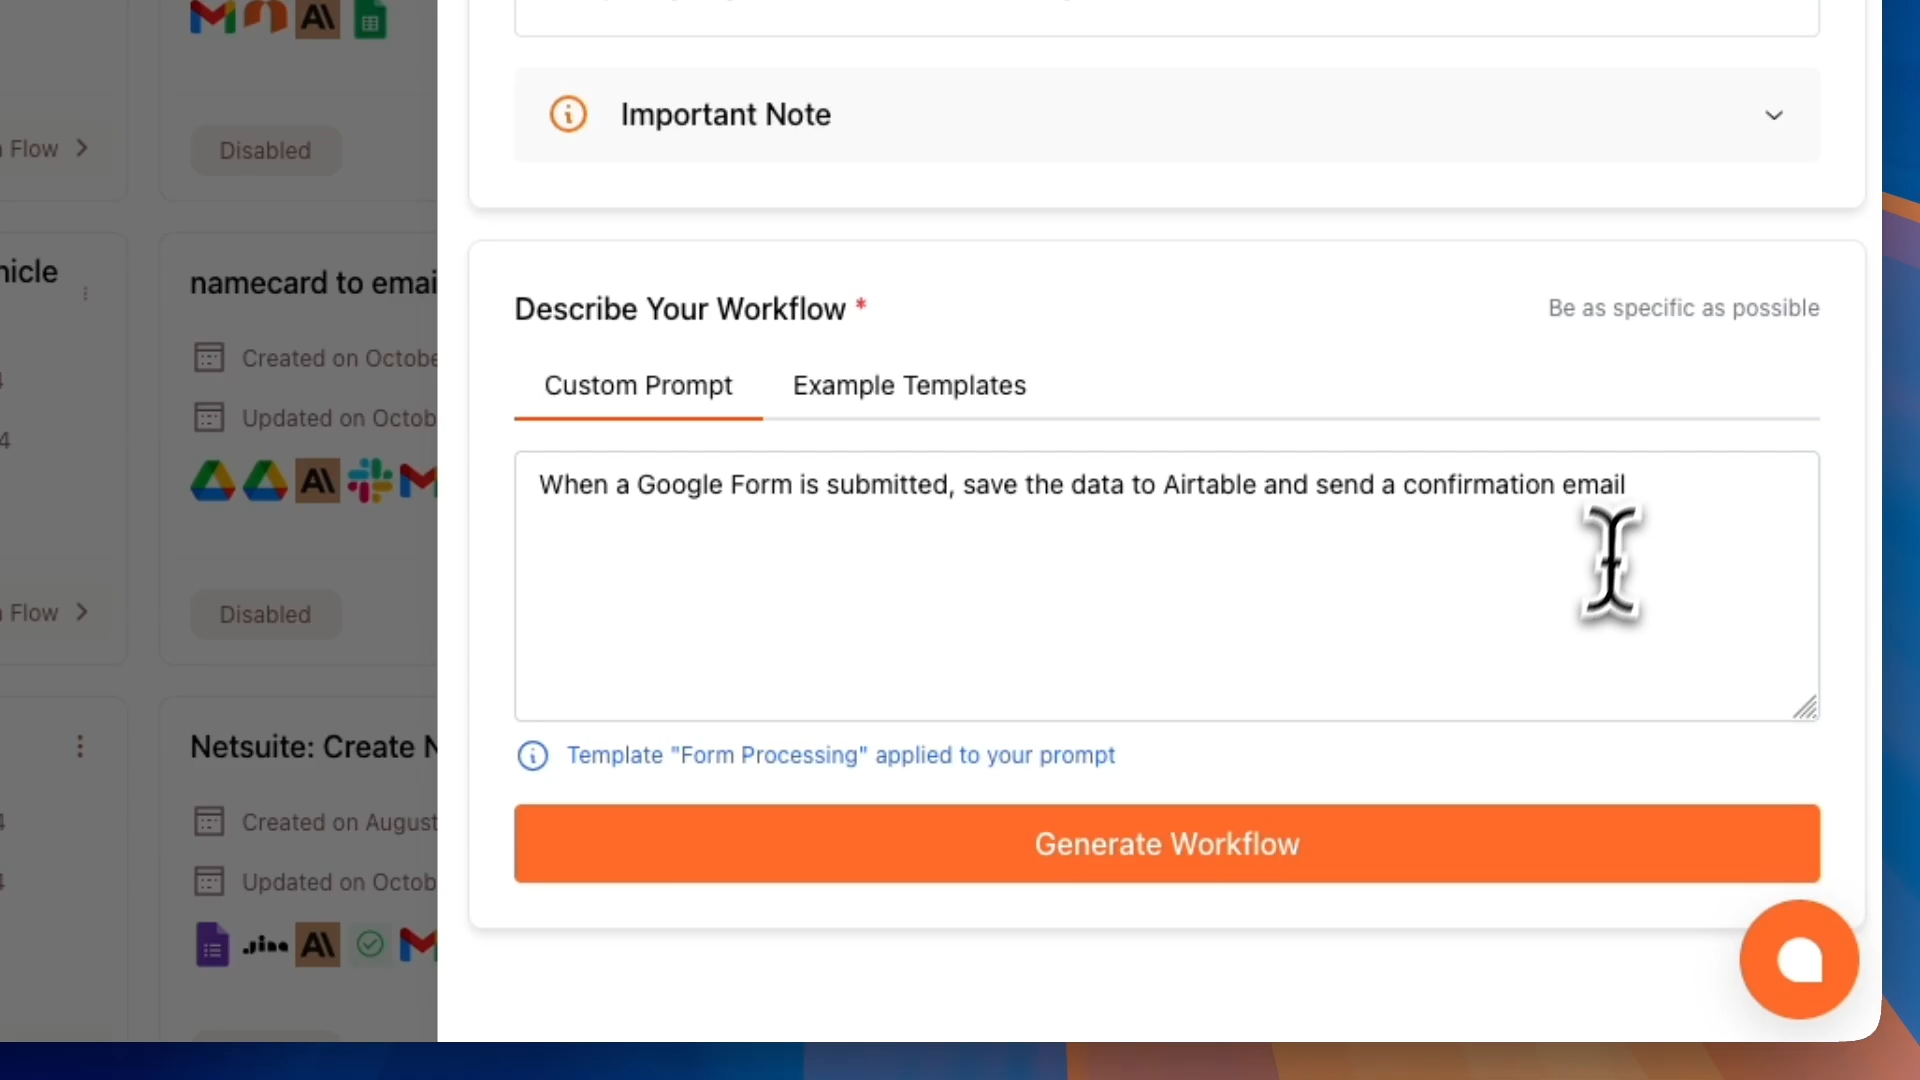 Important Note
Flow
Disabled
hicle
namecard to emai
Describe Your Workflow *
Be as specific as possible
Created on Octobe
Custom Prompt
Example Templates
Updated on Octob
4
When a Google Form is submitted, save the data to Airtable and send a confirmation email
Flow
Disabled
Netsuite: Create N
Template "Form Processing" applied to your prompt
Created on August
Generate Workflow
Updated on Octob